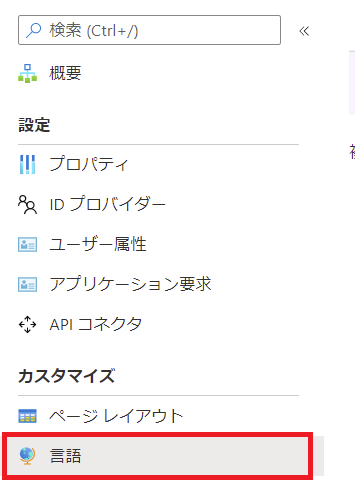 検索 (Ctrl+/)
概要
設定
プロパティ
ID プロバイダー
ユーザー属性
アプリケーション要求
API コネクタ
カスタマイズ
ページ レイアウト
言語